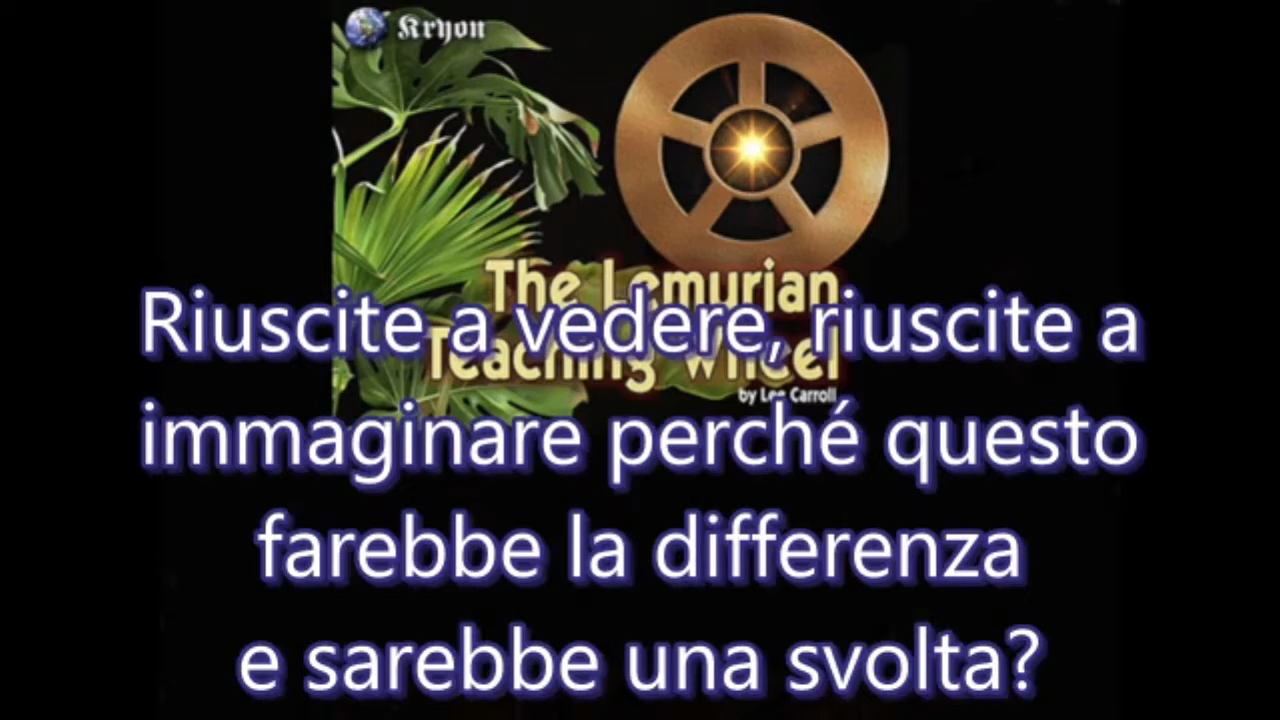 Kryon
The Lemurian
Teaching Wheel
by Lee Carroll
Riuscite a vedere, riuscite a
immaginare perché questo
farebbe la differenza
e sarebbe una svolta?